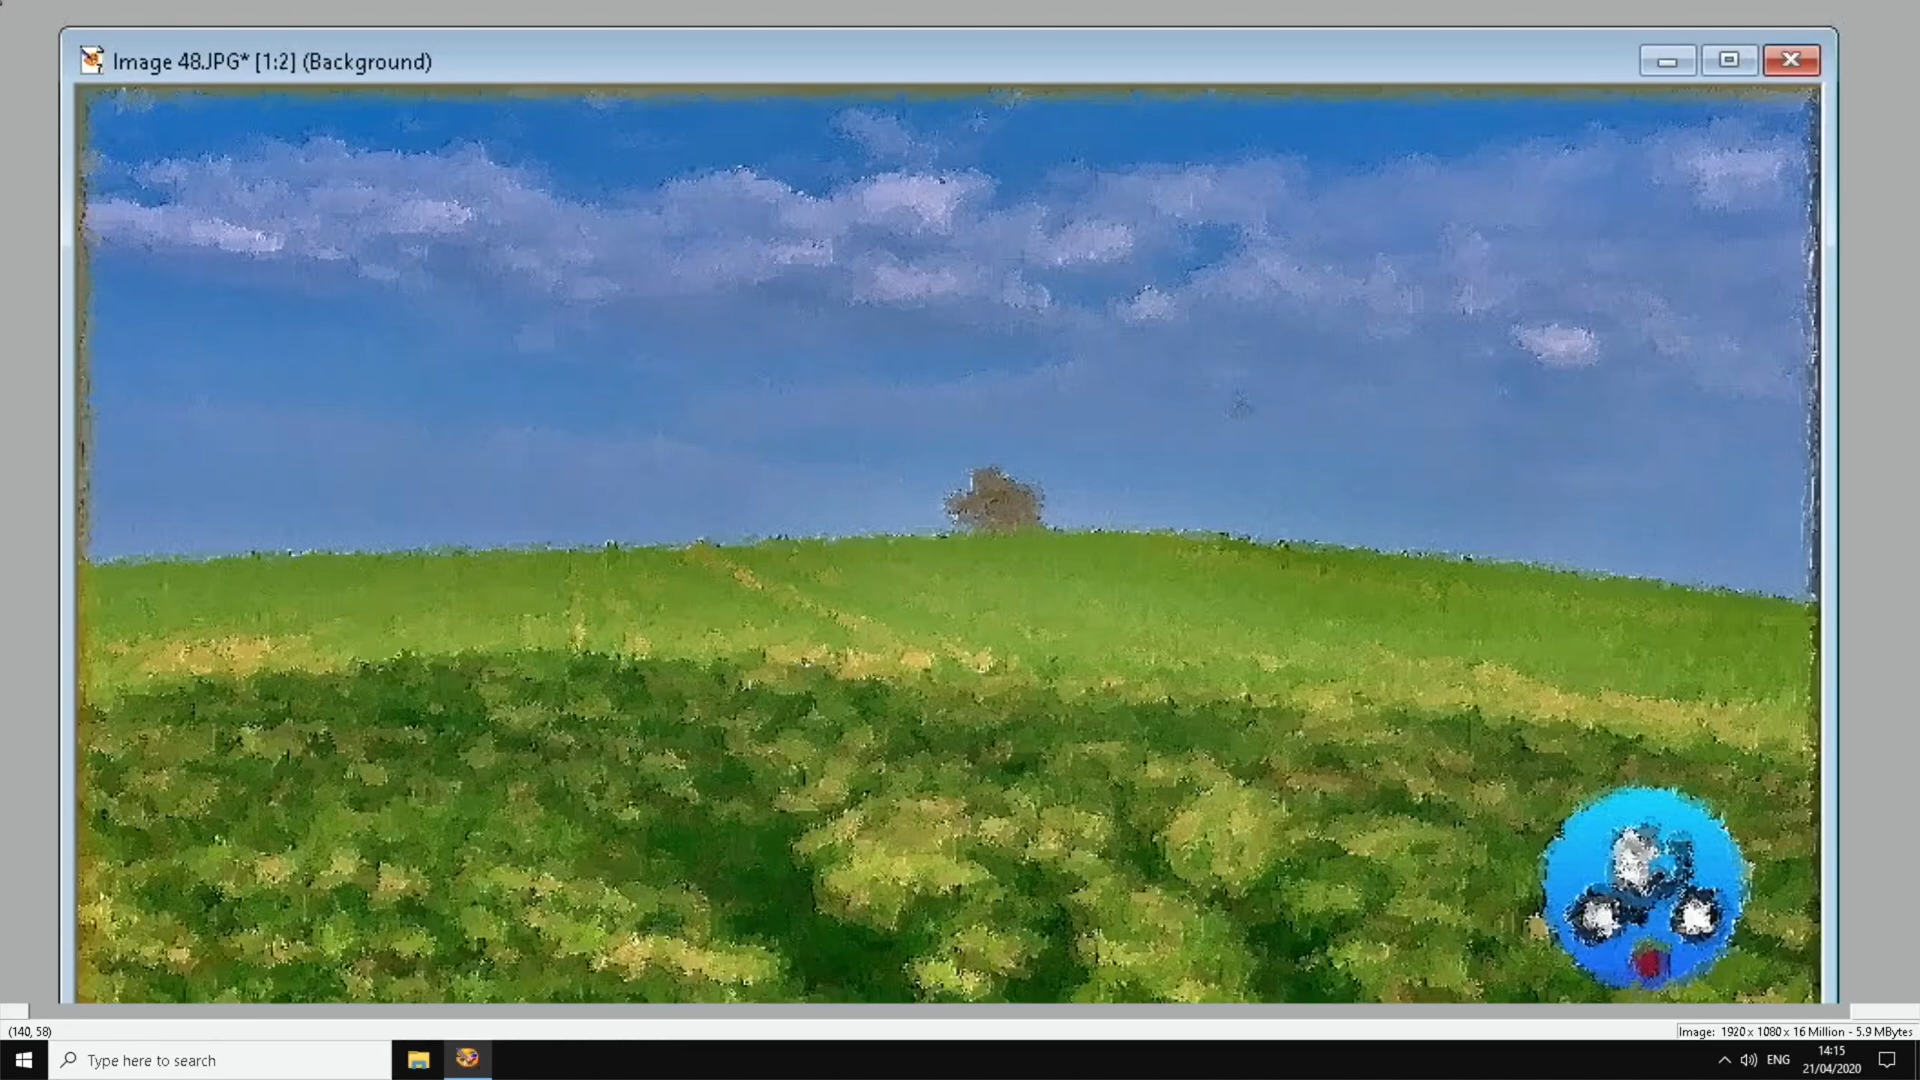 Image 48.JPG* [1:2] (Background)
(140, 58)
Image: 1920 x 1080 x 16 Million - 5.9 MBytes
Type here to search
ENG
14:15
21/04/2020